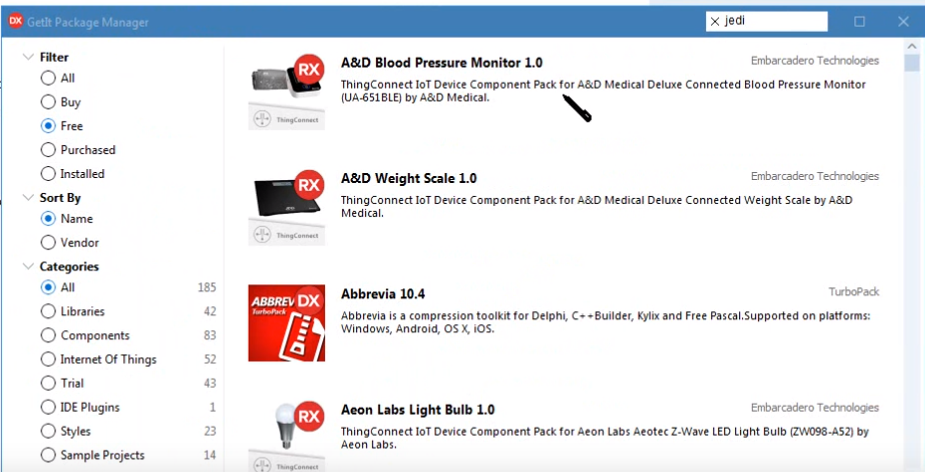 DX GetIt Package Manager
jedi
Filter
All
Buy
Free
Purchased
Installed
Sort By
Name
Vendor
Categories
All 185
Libraries 42
Components 83
Internet Of Things 52
Trial 43
IDE Plugins 1
Styles 23
Sample Projects 14
RX
ThingConnect
A&D Blood Pressure Monitor 1.0 Embarcadero Technologies
ThingConnect IoT Device Component Pack for A&D Medical Deluxe Connected Blood Pressure Monitor
(UA-651BLE) by A&D Medical.
RX
ThingConnect
A&D Weight Scale 1.0 Embarcadero Technologies
ThingConnect IoT Device Component Pack for A&D Medical Deluxe Connected Weight Scale by A&D
Medical.
ABBREV DX
TurboPack
Abbrevia 10.4 TurboPack
Abbrevia is a compression toolkit for Delphi, C++Builder, Kylix and Free Pascal.Supported on platforms:
Windows, Android, OS X, iOS.
RX
ThingConnect
Aeon Labs Light Bulb 1.0 Embarcadero Technologies
ThingConnect IoT Device Component Pack for Aeon Labs Aeotec Z-Wave LED Light Bulb (ZW098-A52) by
Aeon Labs.